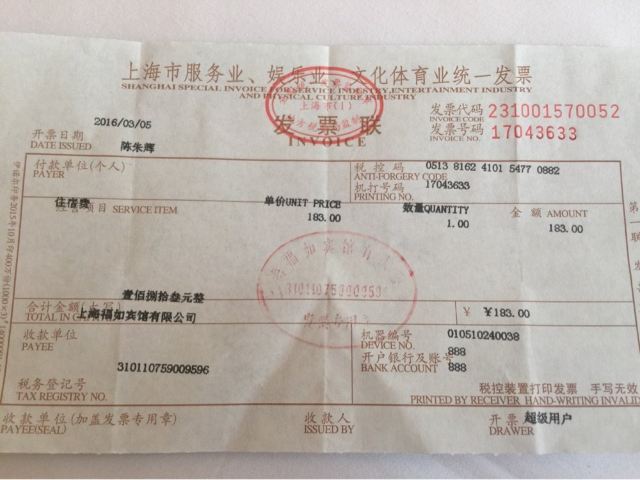 上海市服务业、娱乐业、文化体育业统一发票
SHANGHAI SPECIAL INVOICE FOR SERVICE INDUSTRY, ENTERTAINMENT INDUSTRY
AND PHYSICAL CULTURE INDUSTRY
上海市(1)
发票联
INVOICE
发票代码 231001570052
INVOICE CODE
发票号码 17043633
INVOICE NO.
2016/03/05
开票日期
DATE ISSUED
陈朱辉
付款单位(个人)
PAYER
税控码 0513 8162 4101 5477 0882
ANTI-FORGERY CODE
机打号码 17043633
PRINTING NO.
住宿费 项目 SERVICE ITEM 单价UNIT PRICE 数量QUANTITY 金额 AMOUNT
183.00 1.00 183.00
壹佰捌拾叁元整
合计金额(大写) ¥ ¥183.00
TOTAL IN
上海福如宾馆有限公司
收款单位
PAYEE
机器编号 010510240038
DEVICE NO.
开户银行及账号 888
BANK ACCOUNT 888
310110759009596
税务登记号
TAX REGISTRY NO.
税控装置打印发票 手写无效
PRINTED BY RECEIVER HAND-WRITING INVALID
收款单位(加盖发票专用章) 收款人 开票 超级用户
PAYEE(SEAL) ISSUED BY DRAWER